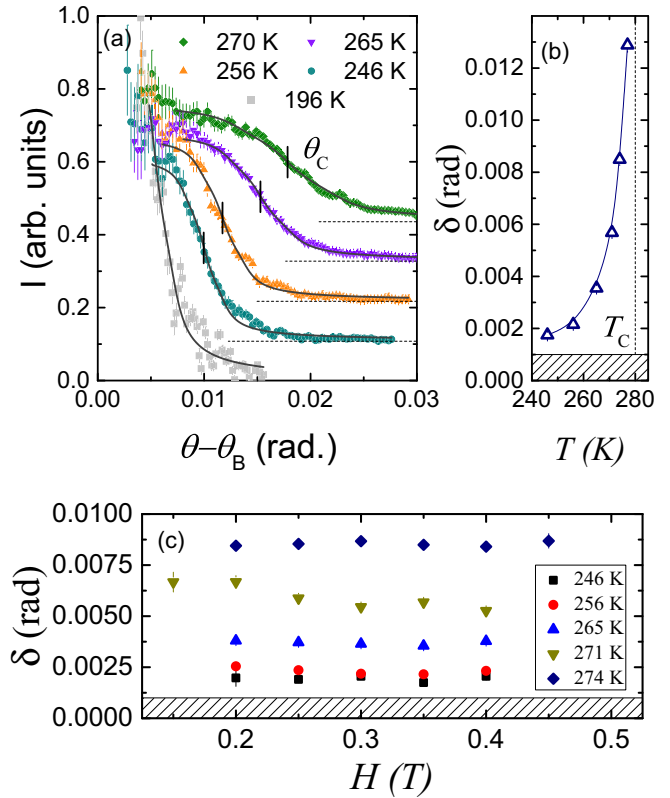 (a)
270 K 265 K
256 K 246 K
196 K
θC
I (arb. units)
1.0
0.8
0.6
0.4
0.2
0.0
0.00 0.01 0.02 0.03
θ−θB (rad.)
(b)
δ (rad)
0.012
0.010
0.008
0.006
0.004
0.002
0.000
TC
240 260 280
T (K)
(c)
δ (rad)
0.0100
0.0075
0.0050
0.0025
0.0000
246 K
256 K
265 K
271 K
274 K
0.2 0.3 0.4 0.5
H (T)